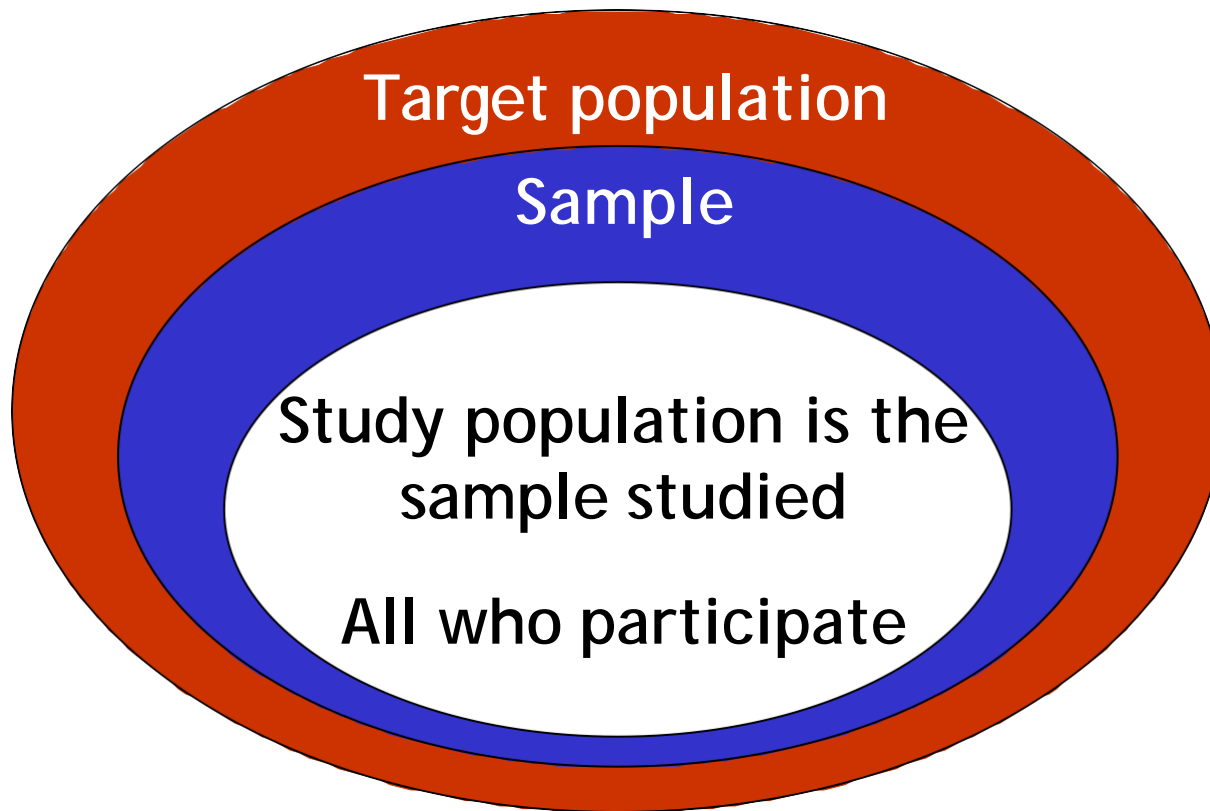 Target population
Sample
Study population is the
sample studied
All who participate